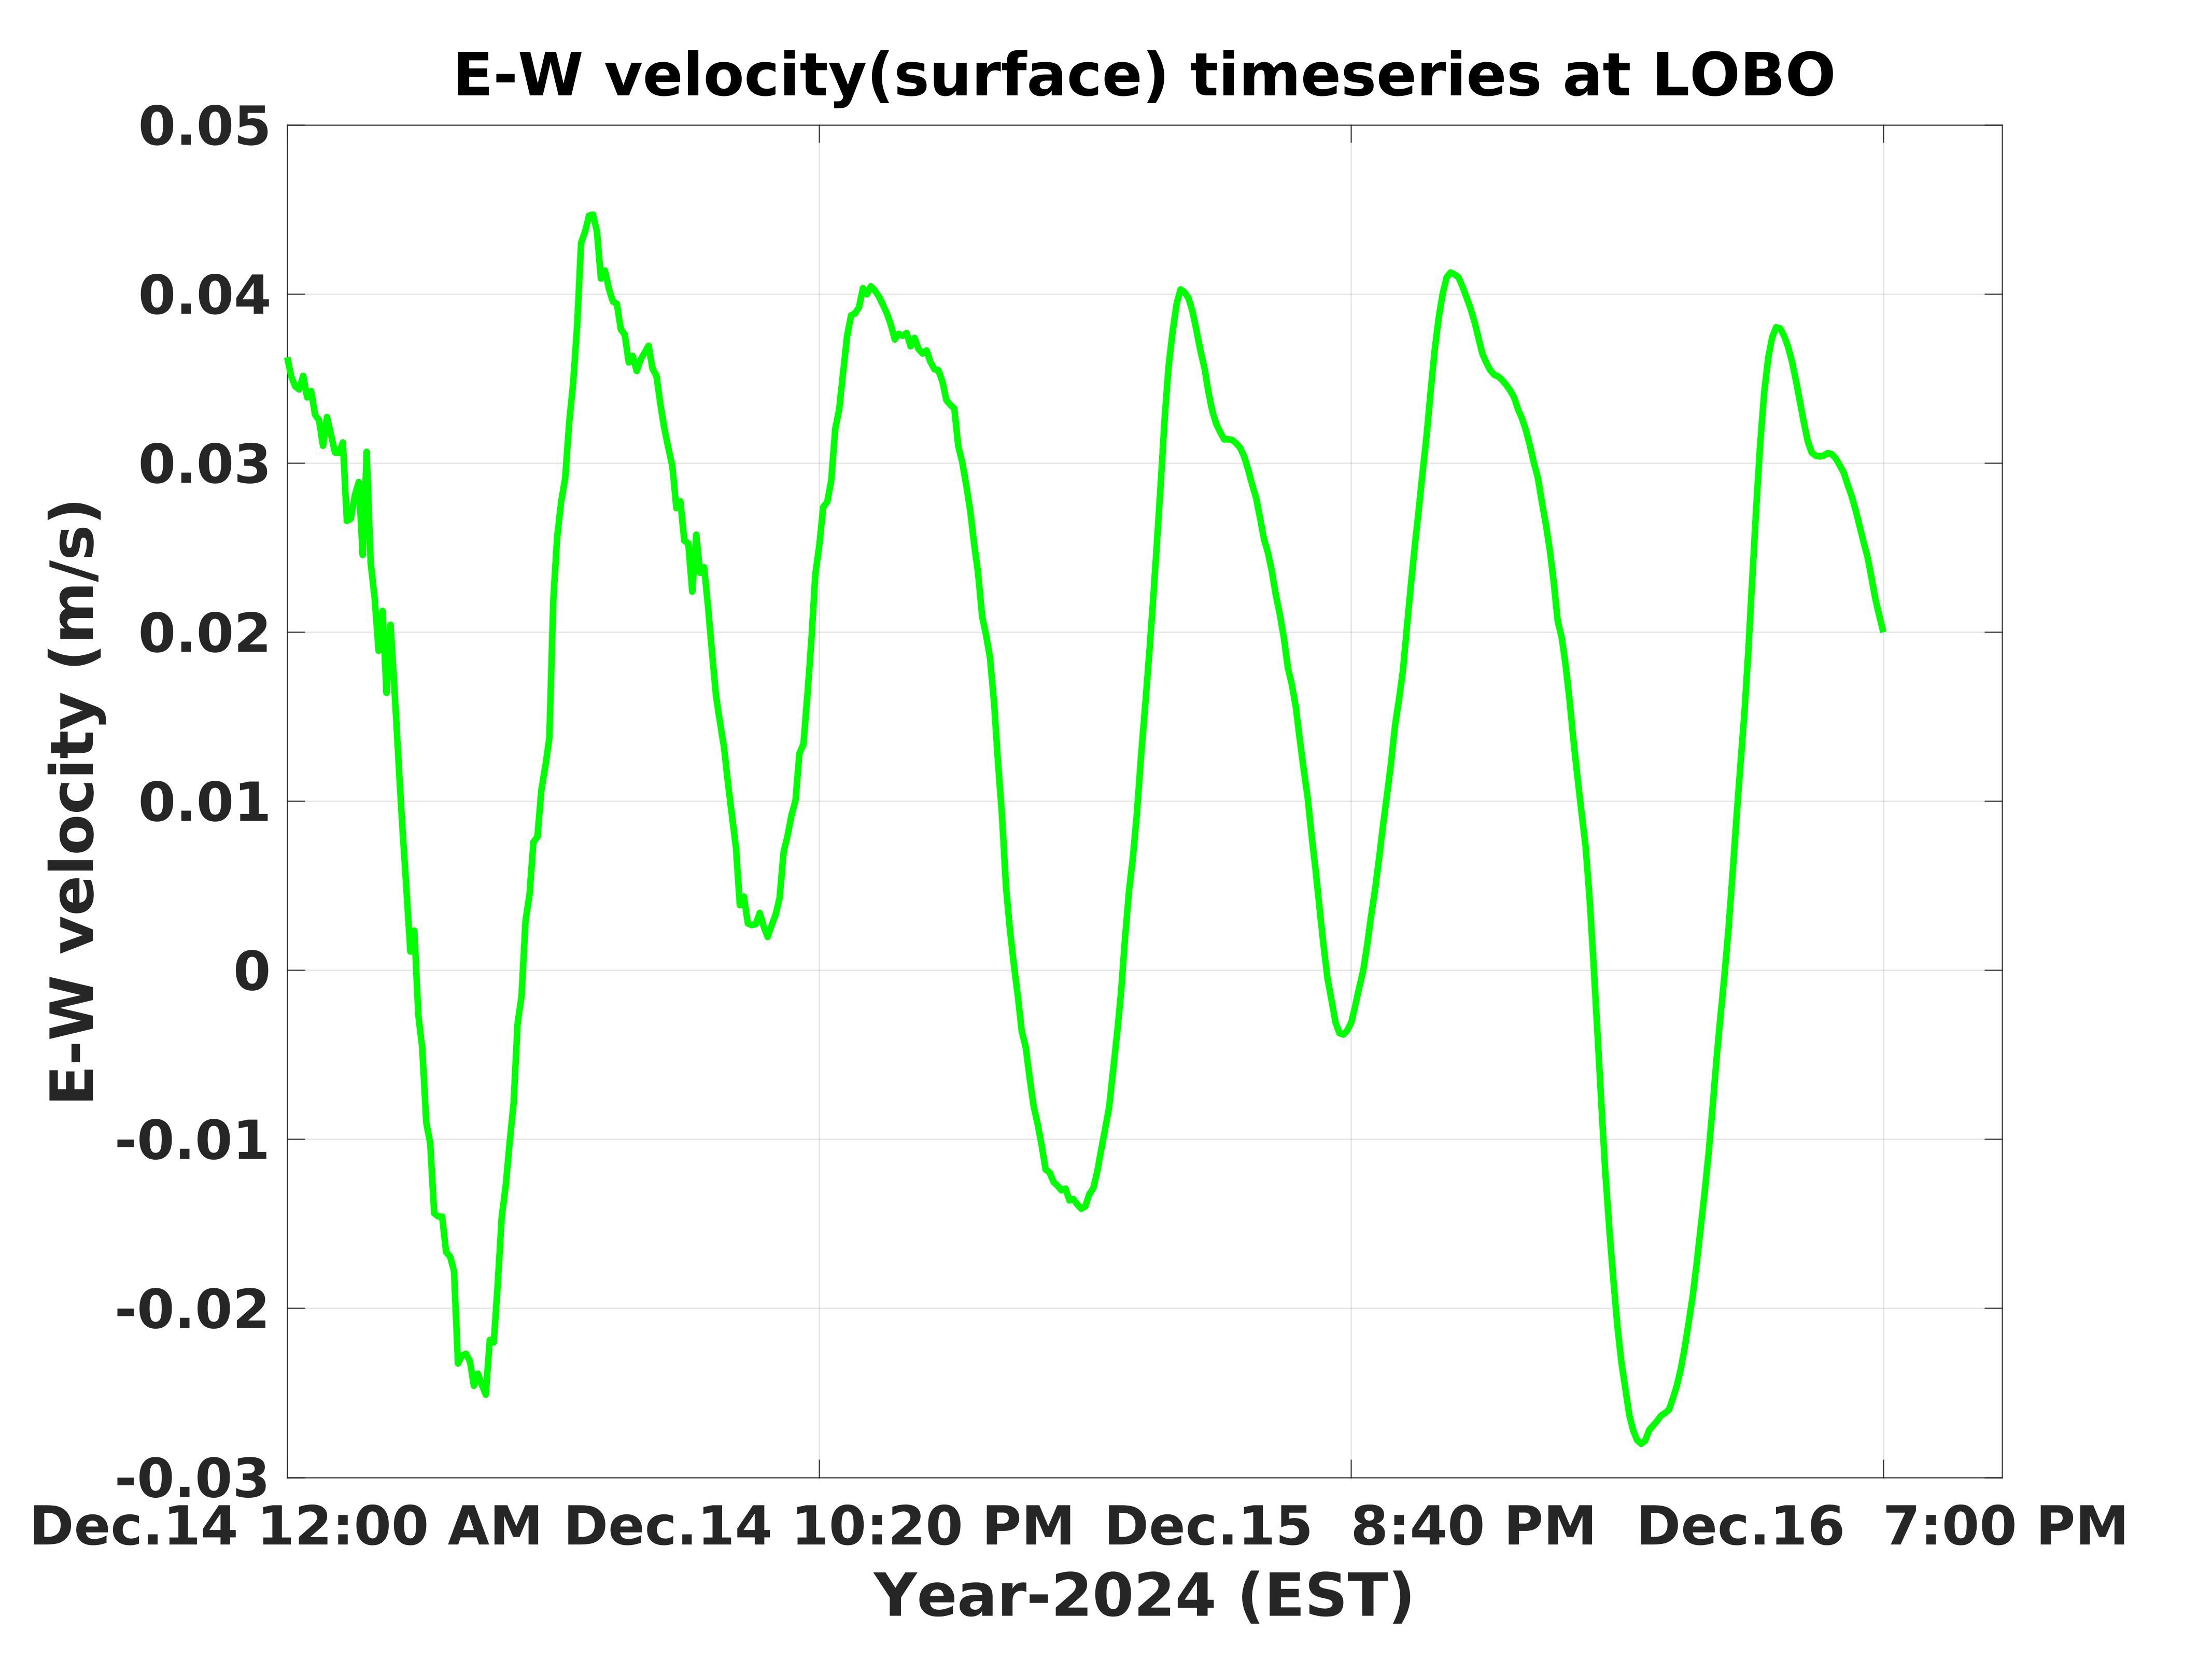 E-W velocity(surface) timeseries at LOBO
0.05
0.04
0.03
0.02
0.01
0
-0.01
-0.02
-0.03
E-W velocity (m/s)
Dec.14 12:00 AM Dec.14 10:20 PM Dec.15 8:40 PM Dec.16 7:00 PM
Year-2024 (EST)